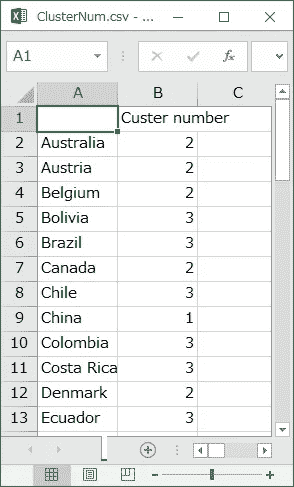 ClusterNum.csv - ...
A1
fx
A B C
1 Custer number
2 Australia 2
3 Austria 2
4 Belgium 2
5 Bolivia 3
6 Brazil 3
7 Canada 2
8 Chile 3
9 China 1
10 Colombia 3
11 Costa Rica 3
12 Denmark 2
13 Ecuador 3